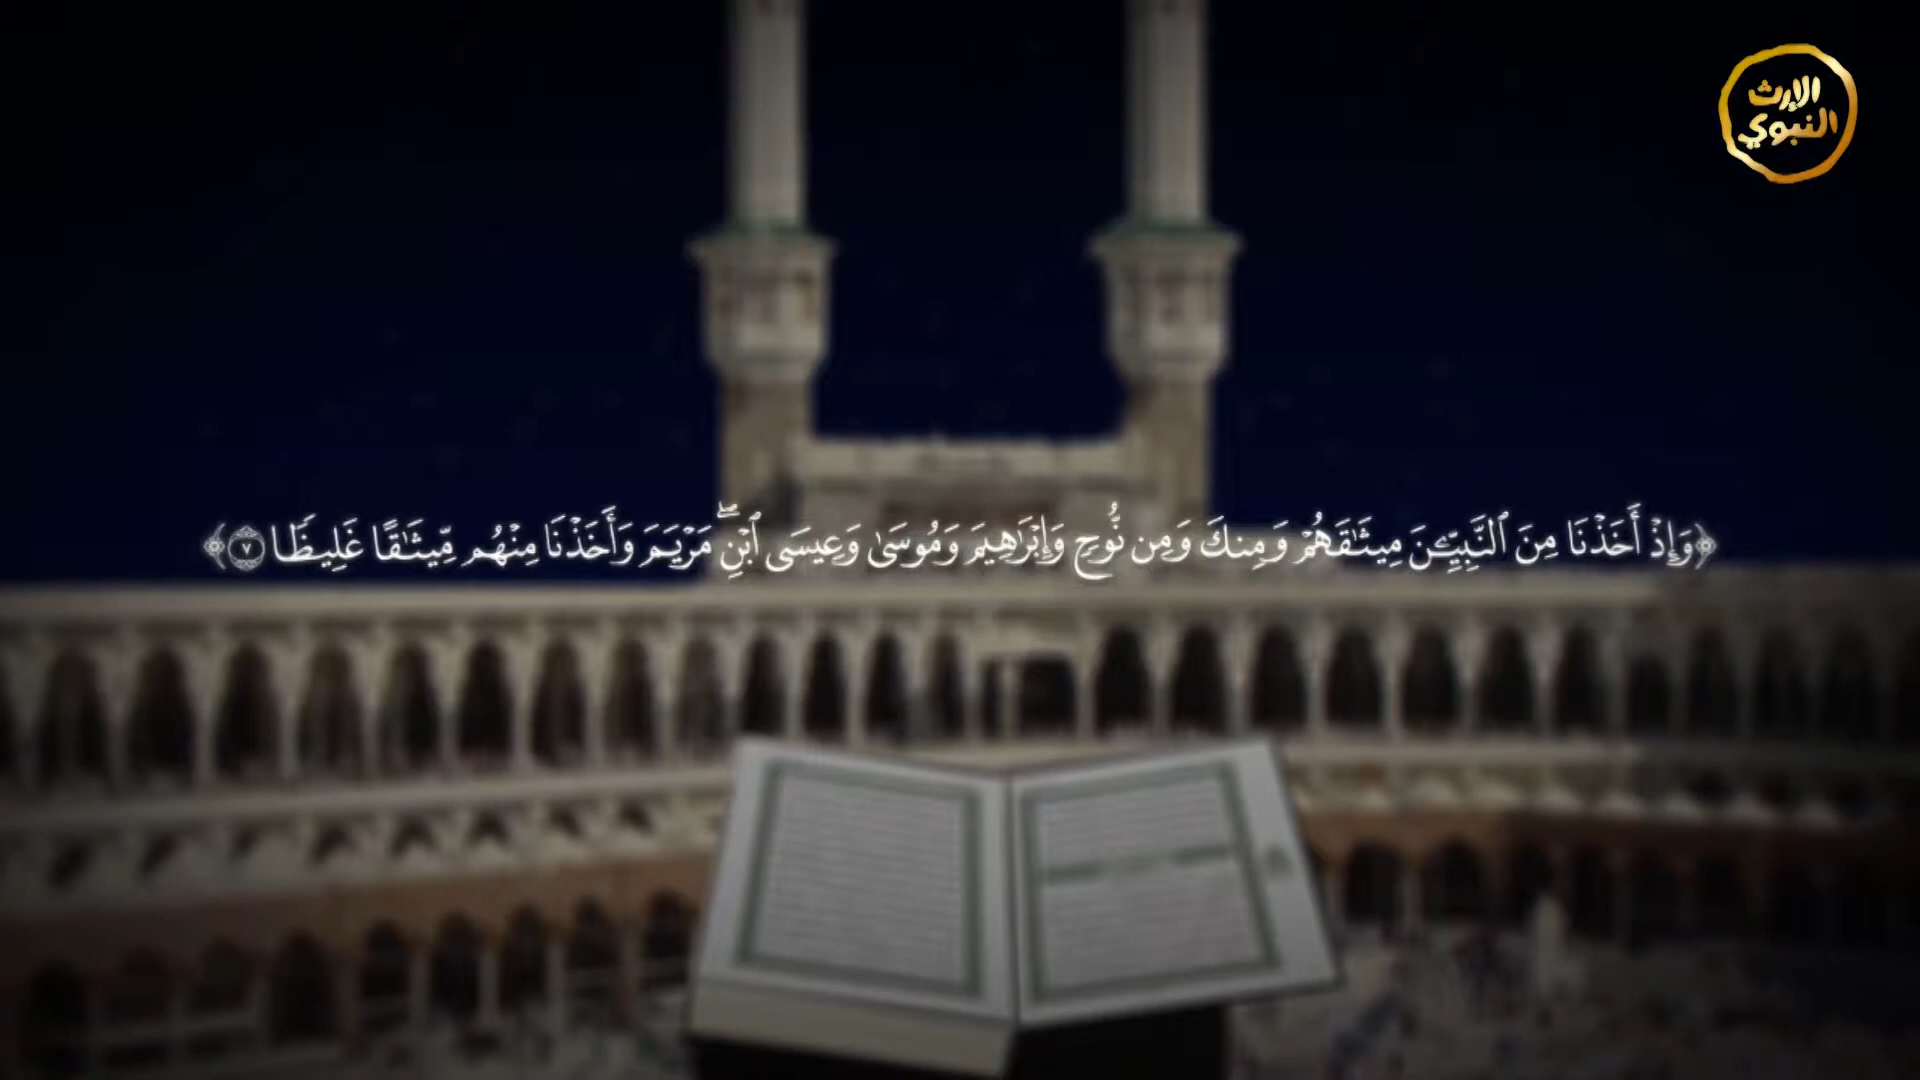 الإرث
النبوي
﴿وَإِذْ أَخَذْنَا مِنَ ٱلنَّبِيِّـۧنَ مِيثَٰقَهُمْ وَمِنكَ وَمِن نُّوحٍ وَإِبْرَٰهِيمَ وَمُوسَىٰ وَعِيسَى ٱبْنِ مَرْيَمَ ۖ وَأَخَذْنَا مِنْهُم مِّيثَٰقًا غَلِيظًا ٧﴾